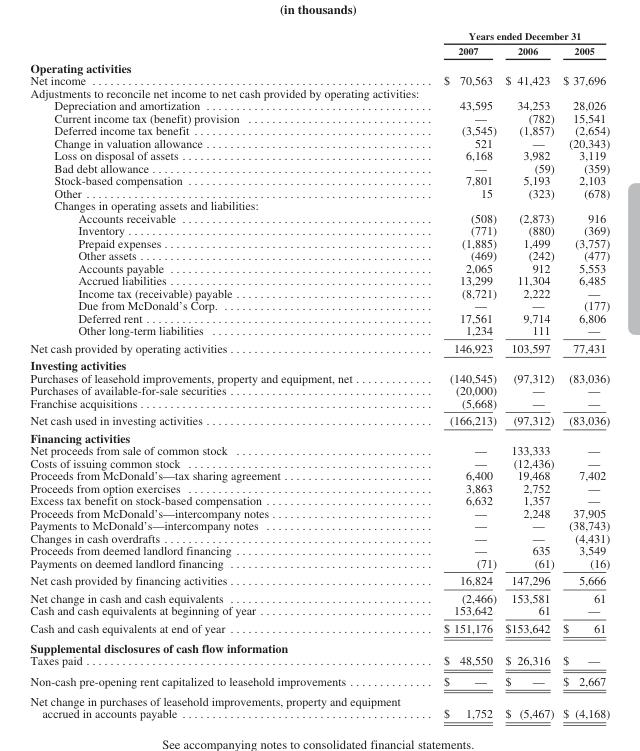 (in thousands)
Years ended December 31
2007 2006 2005
Operating activities
Net income $ 70,563 $ 41,423 $ 37,696
Adjustments to reconcile net income to net cash provided by operating activities:
Depreciation and amortization 43,595 34,253 28,026
Current income tax (benefit) provision — (782) 15,541
Deferred income tax benefit (3,545) (1,857) (2,654)
Change in valuation allowance 521 — (20,343)
Loss on disposal of assets 6,168 3,982 3,119
Bad debt allowance — (59) (359)
Stock-based compensation 7,801 5,193 2,103
Other 15 (323) (678)
Changes in operating assets and liabilities:
Accounts receivable (508) (2,873) 916
Inventory (771) (880) (369)
Prepaid expenses (1,885) 1,499 (3,757)
Other assets (469) (242) (477)
Accounts payable 2,065 912 5,553
Accrued liabilities 13,299 11,304 6,485
Income tax (receivable) payable (8,721) 2,222 —
Due from McDonald's Corp. — — (177)
Deferred rent 17,561 9,714 6,806
Other long-term liabilities 1,234 111 —
Net cash provided by operating activities 146,923 103,597 77,431
Investing activities
Purchases of leasehold improvements, property and equipment, net (140,545) (97,312) (83,036)
Purchases of available-for-sale securities (20,000) — —
Franchise acquisitions (5,668) — —
Net cash used in investing activities (166,213) (97,312) (83,036)
Financing activities
Net proceeds from sale of common stock — 133,333 —
Costs of issuing common stock — (12,436) —
Proceeds from McDonald's—tax sharing agreement 6,400 19,468 7,402
Proceeds from option exercises 3,863 2,752 —
Excess tax benefit on stock-based compensation 6,632 1,357 —
Proceeds from McDonald's—intercompany notes — 2,248 37,905
Payments to McDonald's—intercompany notes — — (38,743)
Changes in cash overdrafts — — (4,431)
Proceeds from deemed landlord financing — 635 3,549
Payments on deemed landlord financing (71) (61) (16)
Net cash provided by financing activities 16,824 147,296 5,666
Net change in cash and cash equivalents (2,466) 153,581 61
Cash and cash equivalents at beginning of year 153,642 61 —
Cash and cash equivalents at end of year $ 151,176 $153,642 $ 61
Supplemental disclosures of cash flow information
Taxes paid $ 48,550 $ 26,316 $ —
Non-cash pre-opening rent capitalized to leasehold improvements $ — $ — $ 2,667
Net change in purchases of leasehold improvements, property and equipment
accrued in accounts payable $ 1,752 $ (5,467) $ (4,168)
See accompanying notes to consolidated financial statements.